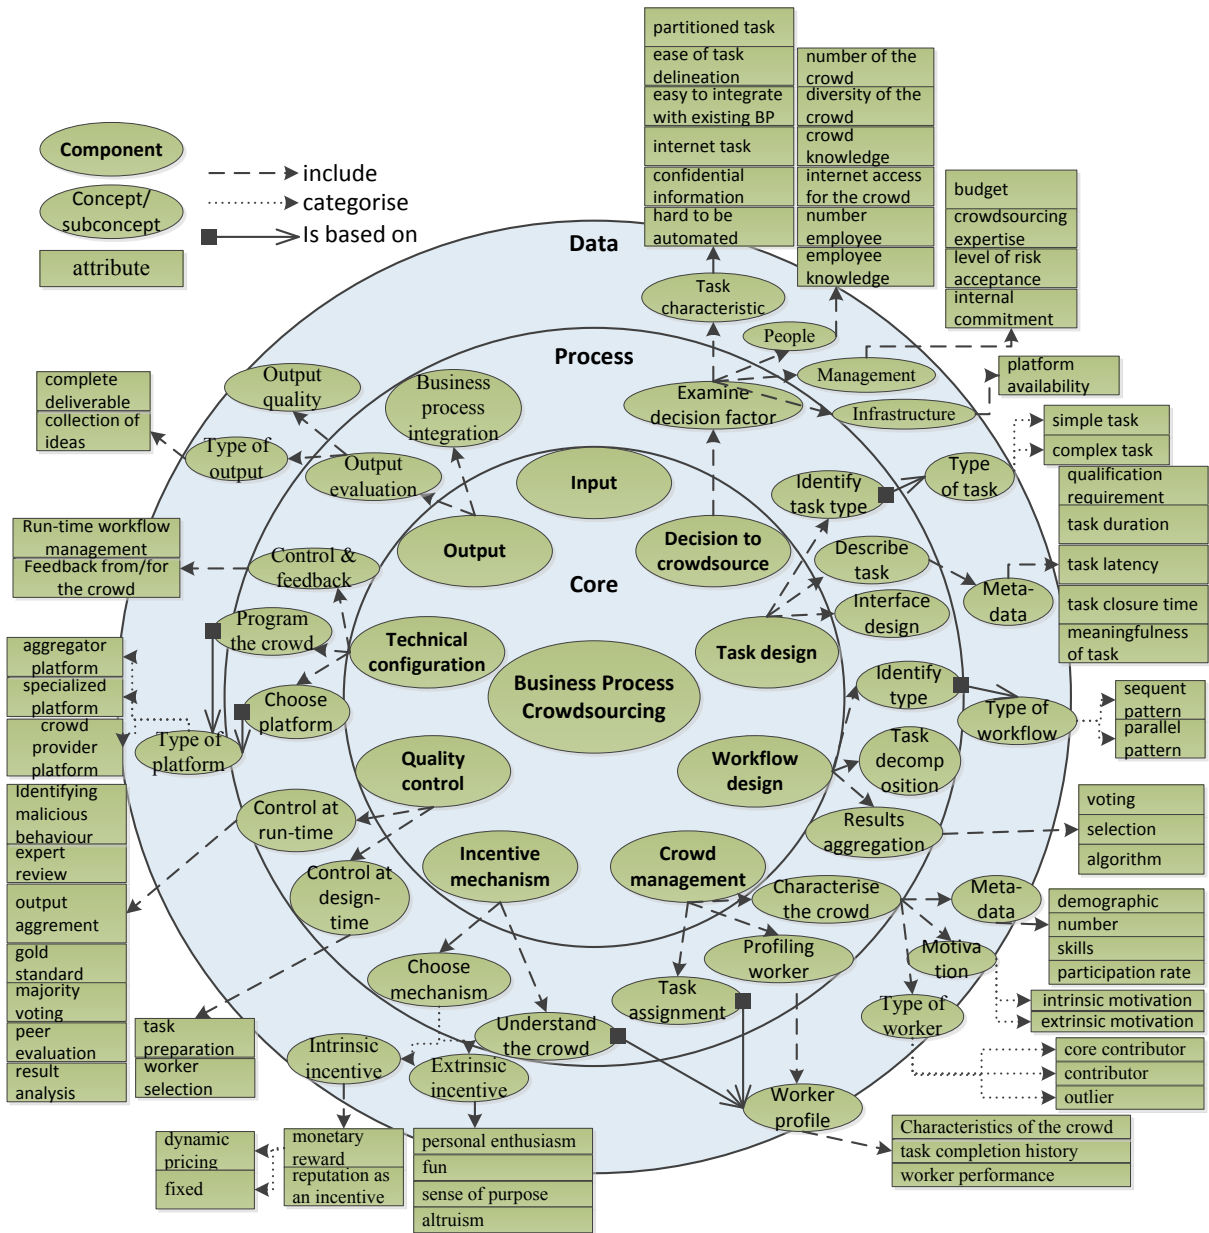 Component
Concept/
subconcept
attribute
include
categorise
Is based on
partitioned task
ease of task
delineation
easy to integrate
with existing BP
internet task
confidential
information
hard to be
automated
number of the
crowd
diversity of the
crowd
crowd
knowledge
internet access
for the crowd
number
employee
employee
knowledge
budget
crowdsourcing
expertise
level of risk
acceptance
internal
commitment
platform
availability
Data
Process
Core
Business Process
Crowdsourcing
Input
Output
Decision to
crowdsource
Task design
Workflow
design
Crowd
management
Incentive
mechanism
Quality
control
Technical
configuration
Task
characteristic
People
Management
Infrastructure
Examine
decision factor
Identify
task type
Type
of task
simple task
complex task
Describe
task
Interface
design
Meta-
data
qualification
requirement
task duration
task latency
task closure time
meaningfulness
of task
Identify
type
Type of
workflow
sequent
pattern
parallel
pattern
Task
decomp
osition
Results
aggregation
voting
selection
algorithm
Characterise
the crowd
Meta-
data
demographic
number
skills
participation rate
Motiva
tion
intrinsic motivation
extrinsic motivation
Type of
worker
core contributor
contributor
outlier
Profiling
worker
Task
assignment
Worker
profile
Characteristics of the crowd
task completion history
worker performance
Understand
the crowd
Choose
mechanism
Intrinsic
incentive
Extrinsic
incentive
dynamic
pricing
fixed
monetary
reward
reputation as
an incentive
personal enthusiasm
fun
sense of purpose
altruism
Control at
run-time
Control at
design-
time
task
preparation
worker
selection
Identifying
malicious
behaviour
expert
review
output
aggrement
gold
standard
majority
voting
peer
evaluation
result
analysis
Control &
feedback
Program
the crowd
Choose
platform
Type of
platform
Run-time workflow
management
Feedback from/for
the crowd
aggregator
platform
specialized
platform
crowd
provider
platform
Output
quality
Type of
output
Output
evaluation
Business
process
integration
complete
deliverable
collection of
ideas